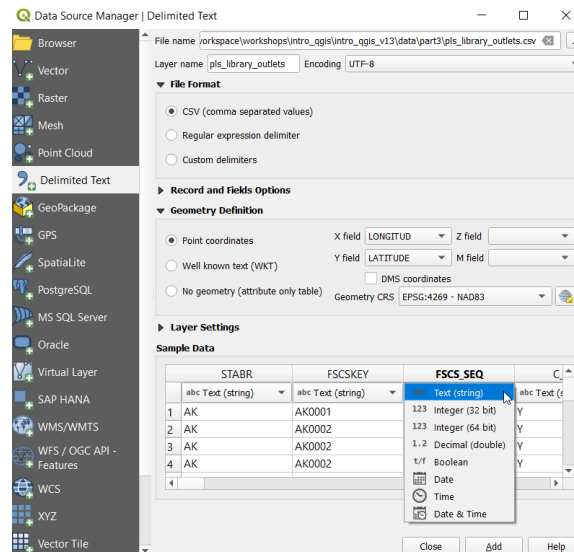 Data Source Manager | Delimited Text
Browser
Vector
Raster
Mesh
Point Cloud
Delimited Text
GeoPackage
GPS
SpatiaLite
PostgreSQL
MS SQL Server
Oracle
Virtual Layer
SAP HANA
WMS/WMTS
WFS / OGC API -
Features
WCS
XYZ
Vector Tile
File name vorkspace\workshops\intro_qgis\intro_qgis_v13\data\part3\pls_library_outlets.csv
Layer name pls_library_outlets Encoding UTF-8
File Format
CSV (comma separated values)
Regular expression delimiter
Custom delimiters
Record and Fields Options
Geometry Definition
Point coordinates X field LONGITUD Z field
Well known text (WKT) Y field LATITUDE M field
DMS coordinates
No geometry (attribute only table) Geometry CRS EPSG:4269 - NAD83
Layer Settings
Sample Data
STABR FSCSKEY FSCS_SEQ C_
abc Text (string) abc Text (string) abc Text (string) abc Text (s
1 AK AK0001 Y
2 AK AK0002 Y
3 AK AK0002 Y
4 AK AK0002 Y
123 Integer (32 bit)
123 Integer (64 bit)
1.2 Decimal (double)
t/f Boolean
Date
Time
Date & Time
Close Add Help